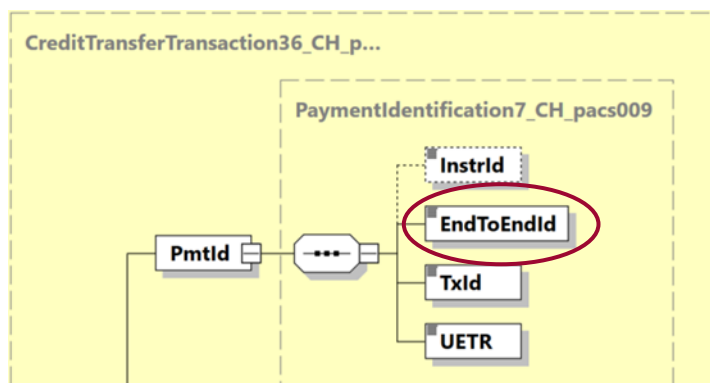 CreditTransferTransaction36_CH_p...
PaymentIdentification7_CH_pacs009
InstrId
EndToEndId
PmtId
TxId
UETR